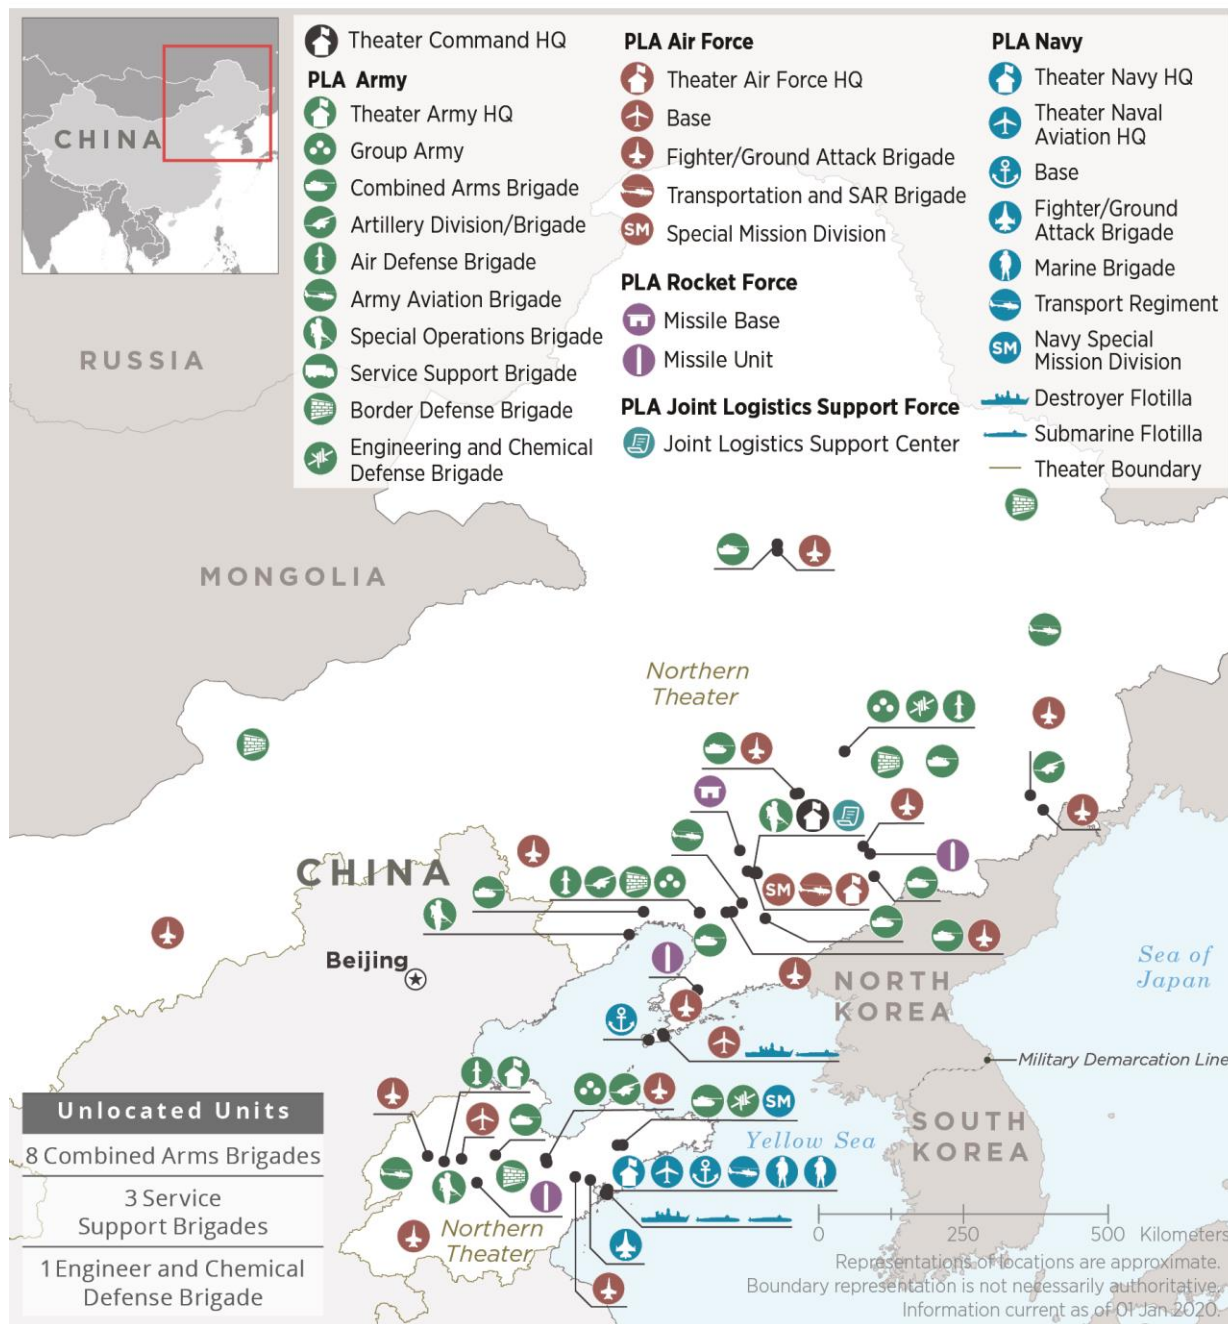 Theater Command HQ
PLA Army
Theater Army HQ
Group Army
Combined Arms Brigade
Artillery Division/Brigade
Air Defense Brigade
Army Aviation Brigade
Special Operations Brigade
Service Support Brigade
Border Defense Brigade
Engineering and Chemical
Defense Brigade
PLA Air Force
Theater Air Force HQ
Base
Fighter/Ground Attack Brigade
Transportation and SAR Brigade
SM
Special Mission Division
PLA Rocket Force
Missile Base
Missile Unit
PLA Joint Logistics Support Force
Joint Logistics Support Center
PLA Navy
Theater Navy HQ
Theater Naval
Aviation HQ
Base
Fighter/Ground
Attack Brigade
Marine Brigade
Transport Regiment
SM
Navy Special
Mission Division
Destroyer Flotilla
Submarine Flotilla
Theater Boundary
CHINA
RUSSIA
MONGOLIA
Northern
Theater
CHINA
SM
Beijing
NORTH
KOREA
Sea of
Japan
Military Demarcation Line
SM
SOUTH
KOREA
Yellow Sea
Northern
Theater
Unlocated Units
8 Combined Arms Brigades
3 Service
Support Brigades
1 Engineer and Chemical
Defense Brigade
0 250 500 Kilometers
Representations of locations are approximate.
Boundary representation is not necessarily authoritative.
Information current as of 01 Jan 2020.